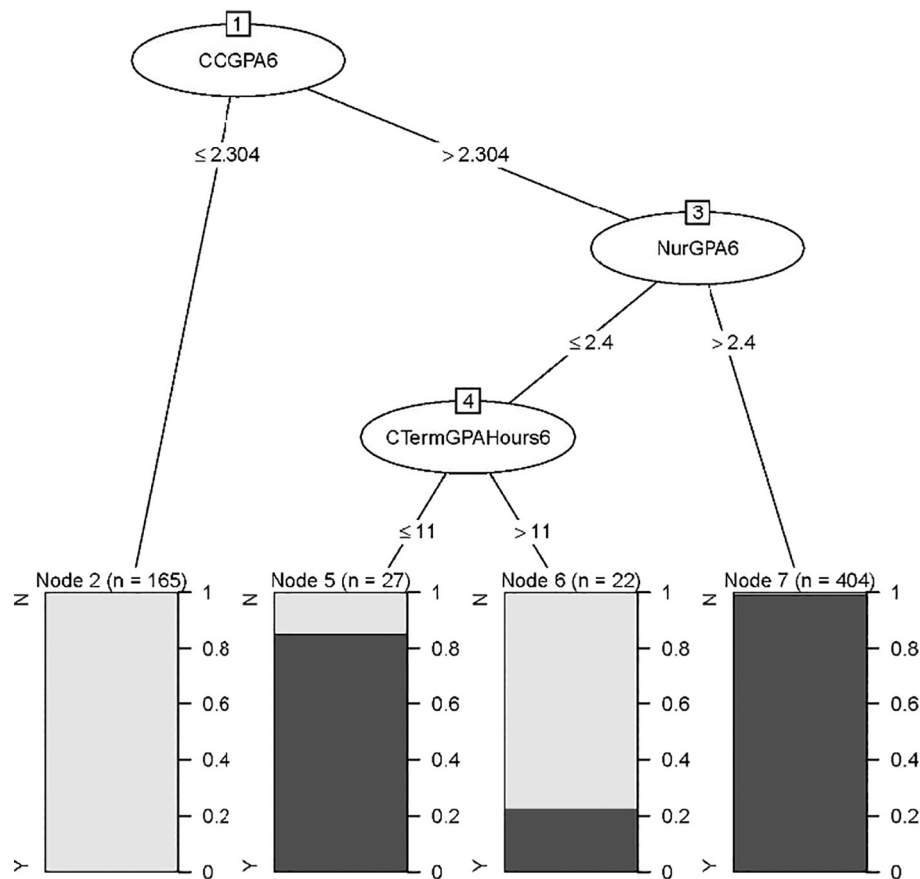 1
CCGPA6
≤ 2.304
> 2.304
3
NurGPA6
≤ 2.4
> 2.4
4
CTermGPAHours6
≤ 11
> 11
Node 2 (n = 165)
N
Y
1
0.8
0.6
0.4
0.2
0
Node 5 (n = 27)
N
Y
1
0.8
0.6
0.4
0.2
0
Node 6 (n = 22)
N
Y
1
0.8
0.6
0.4
0.2
0
Node 7 (n = 404)
N
Y
1
0.8
0.6
0.4
0.2
0